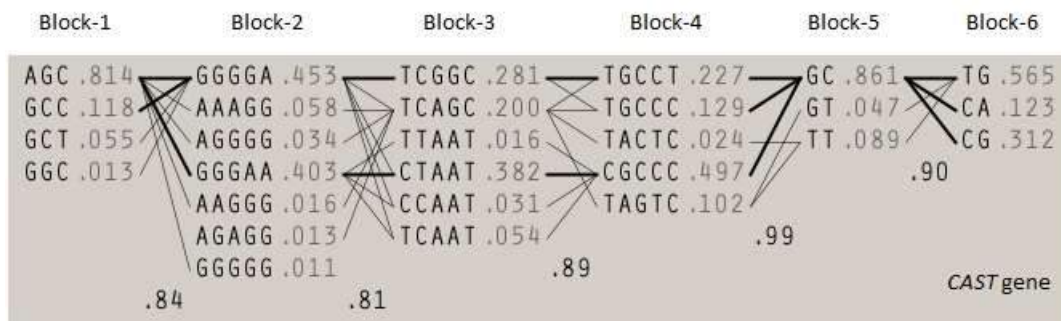 Block-1 Block-2 Block-3 Block-4 Block-5 Block-6
AGC .814 GGGGA .453 TCGGC .281 TGCCT .227 GC .861 TG .565
GCC .118 AAAGG .058 TCAGC .200 TGCCC .129 GT .047 CA .123
GCT .055 AGGGG .034 TTAAT .016 TACTC .024 TT .089 CG .312
GGC .013 GGGAA .403 CTAAT .382 CGCCC .497 .90
AAGGG .016 CCAAT .031 TAGTC .102
AGAGG .013 TCAAT .054 .99
GGGGG .011 .89 CAST gene
.84 .81